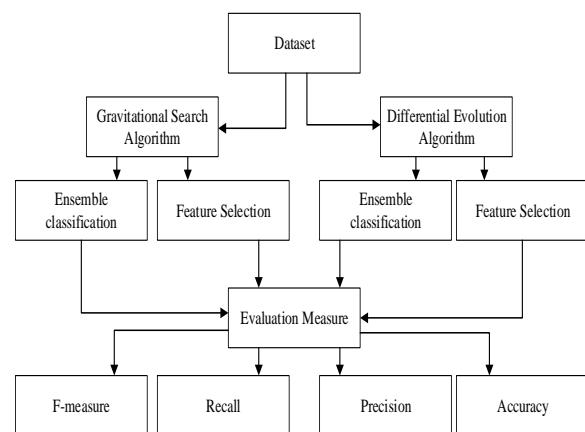 Dataset
Gravitational Search
Algorithm
Differential Evolution
Algorithm
Ensemble
classification
Feature Selection
Ensemble
classification
Feature Selection
Evaluation Measure
F-measure
Recall
Precision
Accuracy